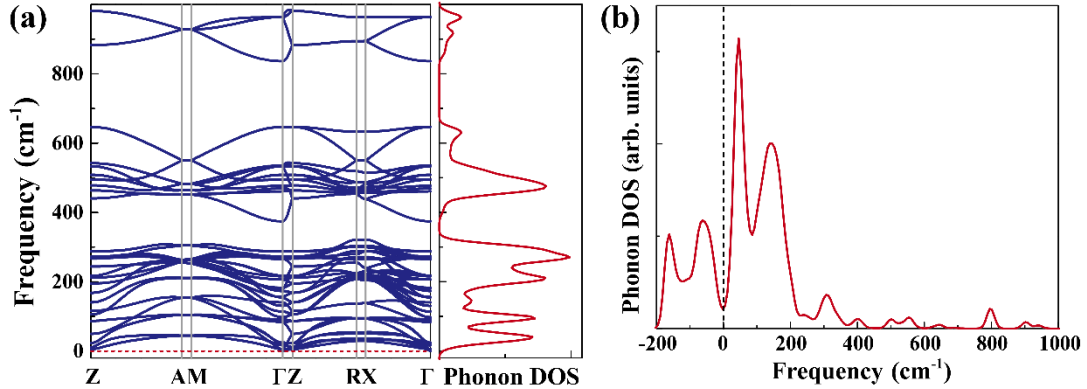 (a)
Frequency (cm⁻¹)
800
600
400
200
0
Z AM ΓZ RX Γ
Phonon DOS
(b)
Phonon DOS (arb. units)
-200 0 200 400 600 800 1000
Frequency (cm⁻¹)